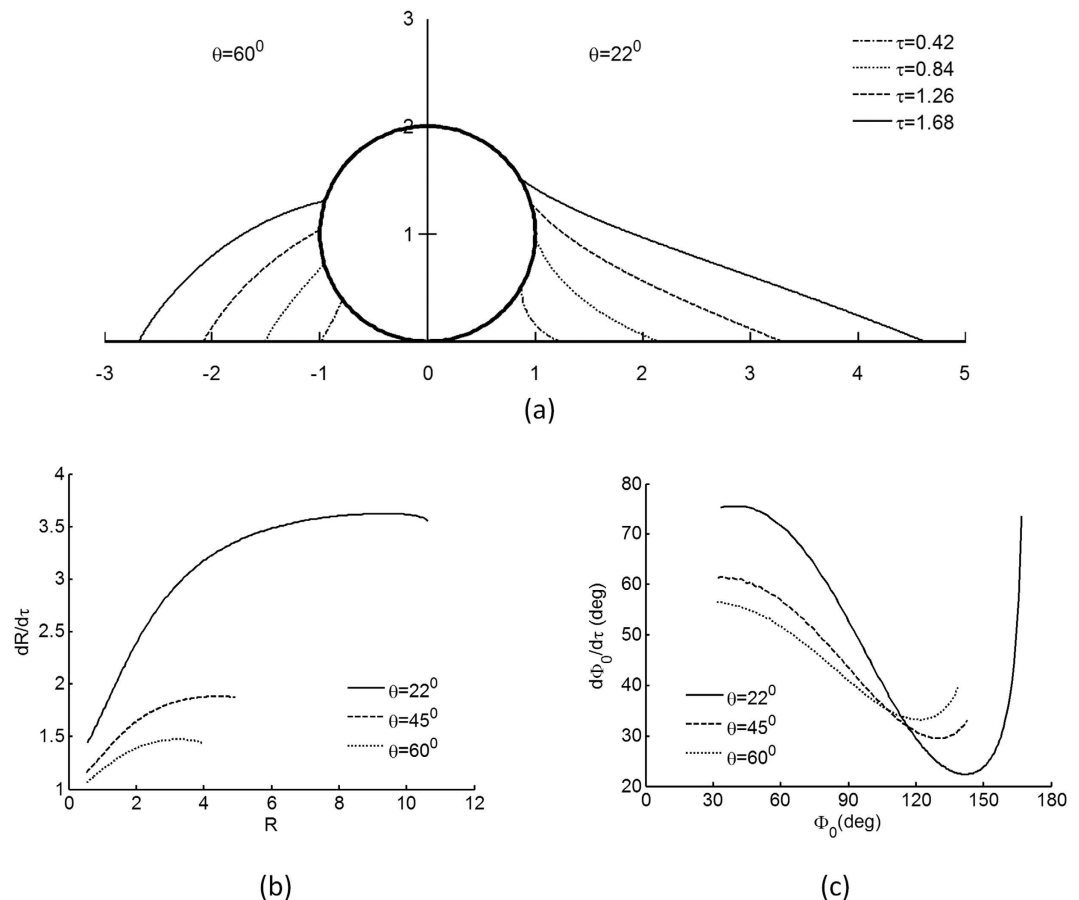 3
θ=60⁰
θ=22⁰
τ=0.42
τ=0.84
τ=1.26
τ=1.68
2
1
-3 -2 -1 0 1 2 3 4 5
(a)
4
3.5
3
2.5
2
1.5
1
dR/dτ
θ=22⁰
θ=45⁰
θ=60⁰
0 2 4 6 8 10 12
R
(b)
80
70
60
50
40
30
20
dΦ₀/dτ (deg)
θ=22⁰
θ=45⁰
θ=60⁰
0 30 60 90 120 150 180
Φ₀(deg)
(c)